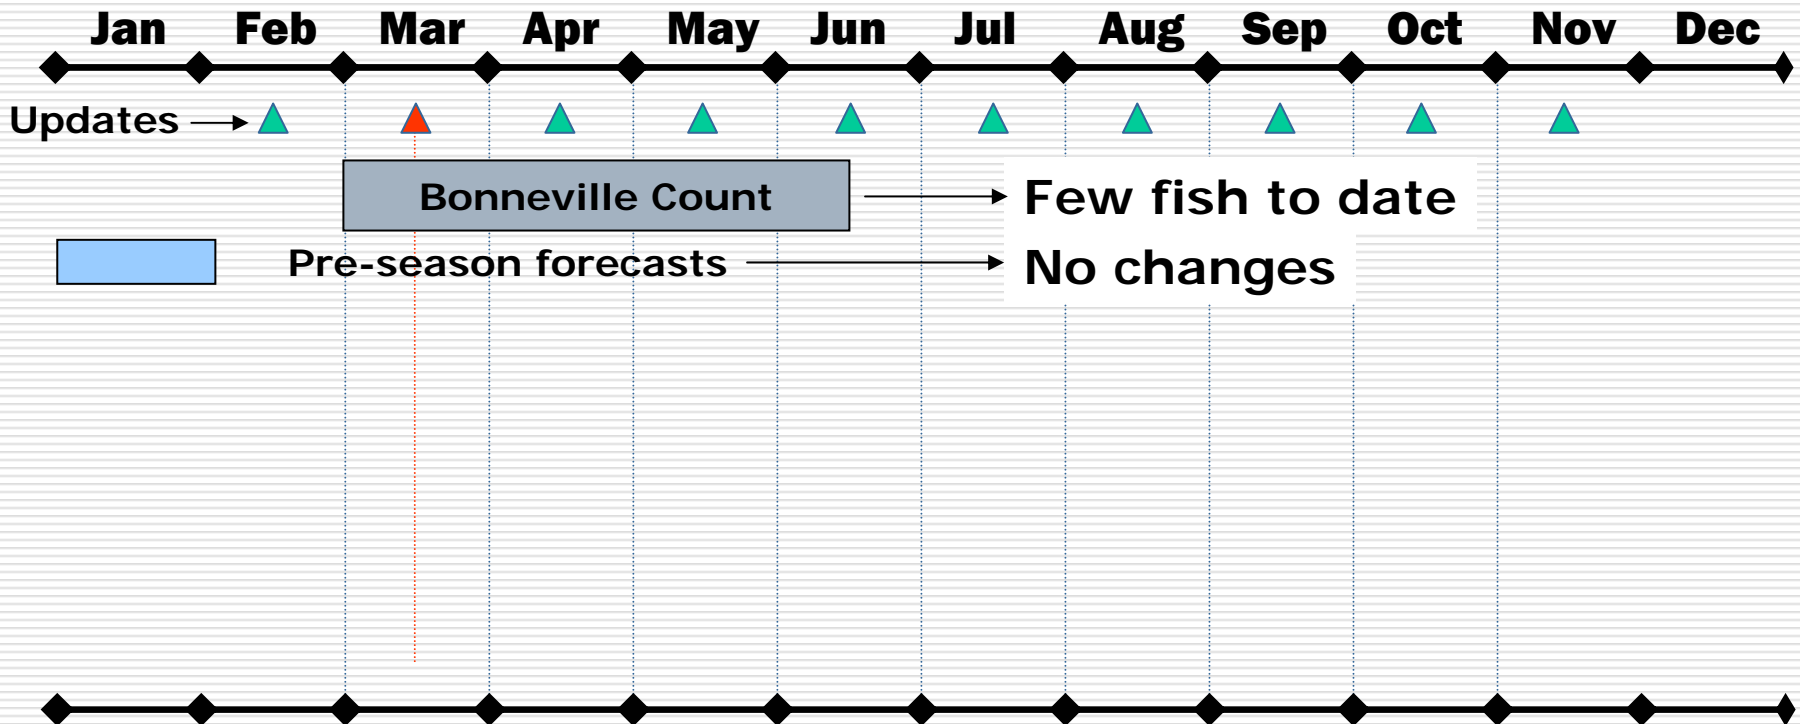 Jan Feb Mar Apr May Jun Jul Aug Sep Oct Nov Dec
Updates
Bonneville Count
Few fish to date
Pre-season forecasts
No changes